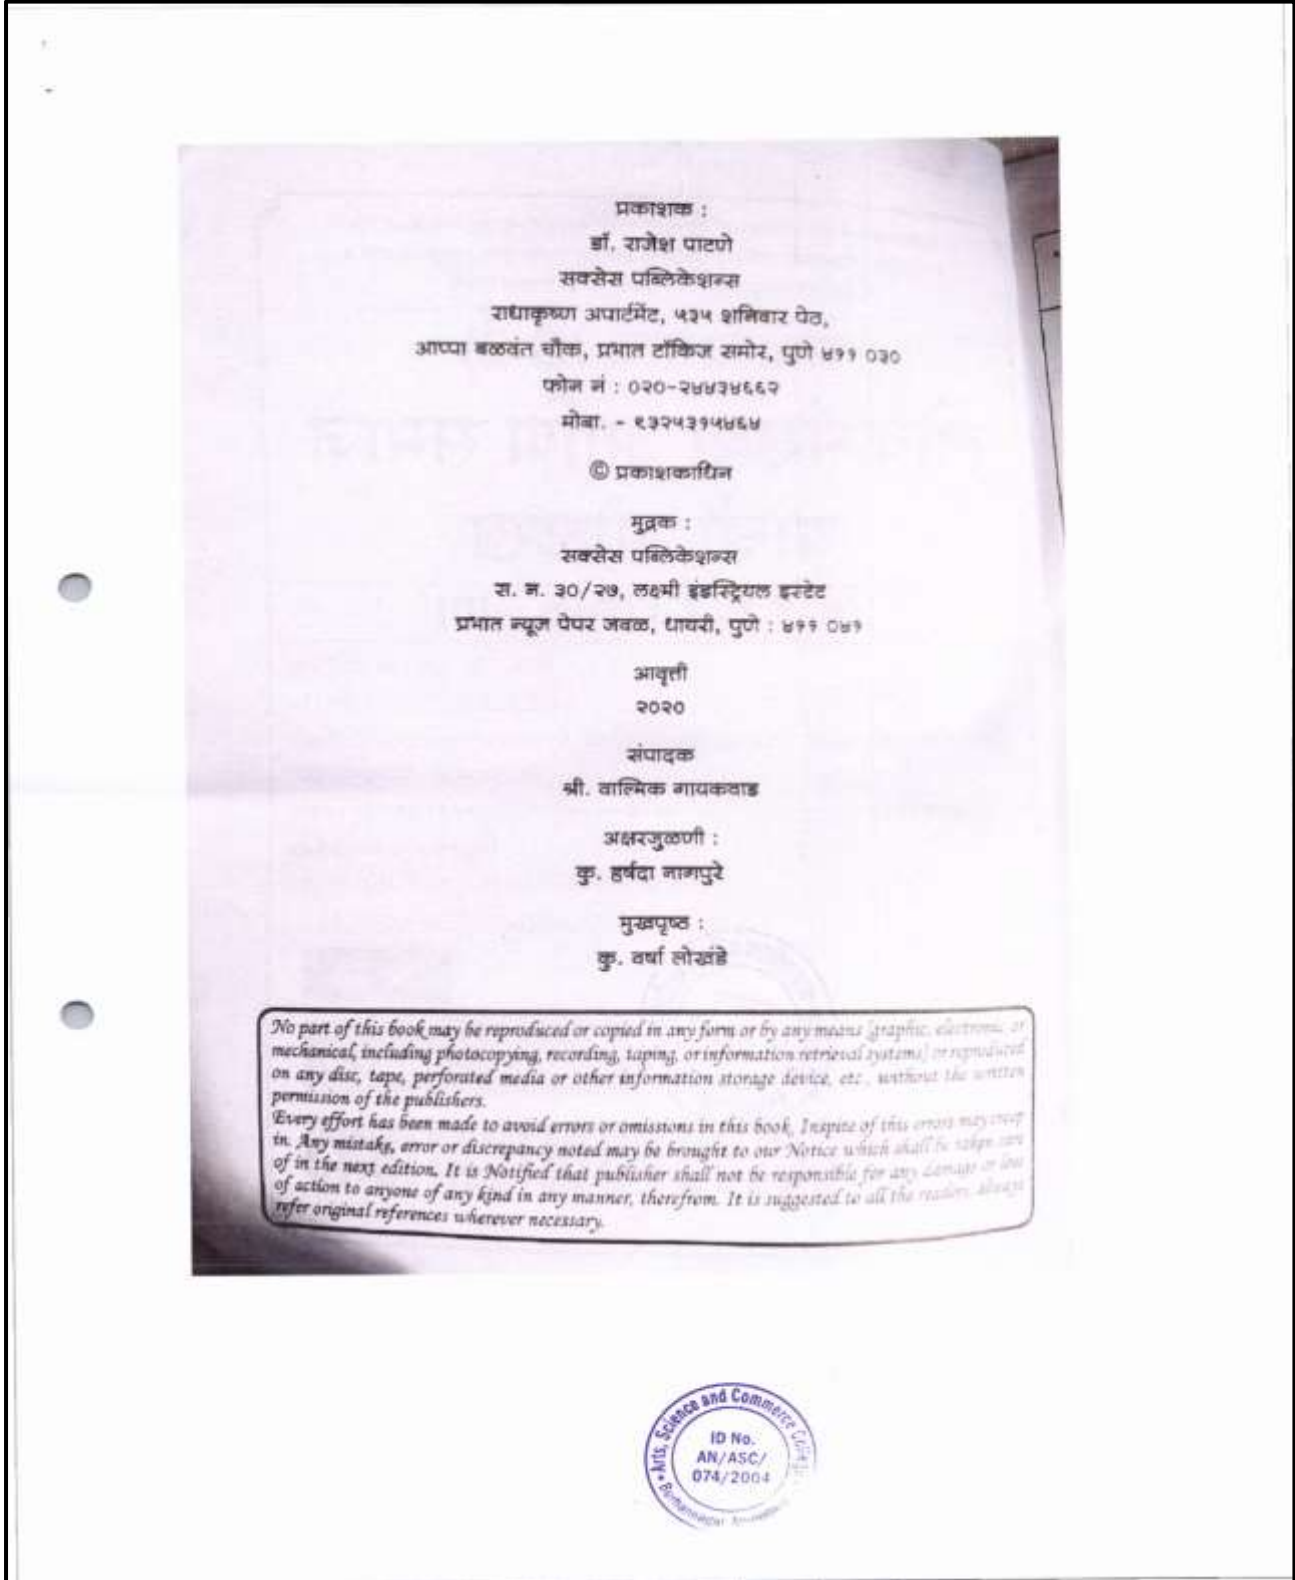 प्रकाशक :
डॉ. राजेश पाटणे
सक्सेस पब्लिकेशन्स
राधाकृष्ण अपार्टमेंट, ५३५ शनिवार पेठ,
आप्पा बळवंत चौक, प्रभात टॉकिज समोर, पुणे ४११ ०३०
फोन नं : ०२०-२४४३४६६२
मोबा. - ९३२५३१५४६४
© प्रकाशकाधिन
मुद्रक :
सक्सेस पब्लिकेशन्स
स. न. ३०/२७, लक्ष्मी इंडस्ट्रियल इस्टेट
प्रभात न्यूज पेपर जवळ, धायरी, पुणे : ४११ ०४१
आवृत्ती
२०२०
संपादक
श्री. वाल्मिक गायकवाड
अक्षरजुळणी :
कु. हर्षदा नागपुरे
मुखपृष्ठ :
कु. वर्षा लोखंडे
No part of this book may be reproduced or copied in any form or by any means [graphic, electronic or
mechanical, including photocopying, recording, taping, or information retrieval systems] or reproduced
on any disc, tape, perforated media or other information storage device, etc., without the written
permission of the publishers.
Every effort has been made to avoid errors or omissions in this book. Inspite of this errors may creep
in. Any mistake, error or discrepancy noted may be brought to our Notice which shall be taken care
of in the next edition. It is Notified that publisher shall not be responsible for any damage or loss
of action to anyone of any kind in any manner, therefrom. It is suggested to all the readers, always
refer original references wherever necessary.
Arts, Science and Commerce College
ID No.
AN/ASC/
074/2004